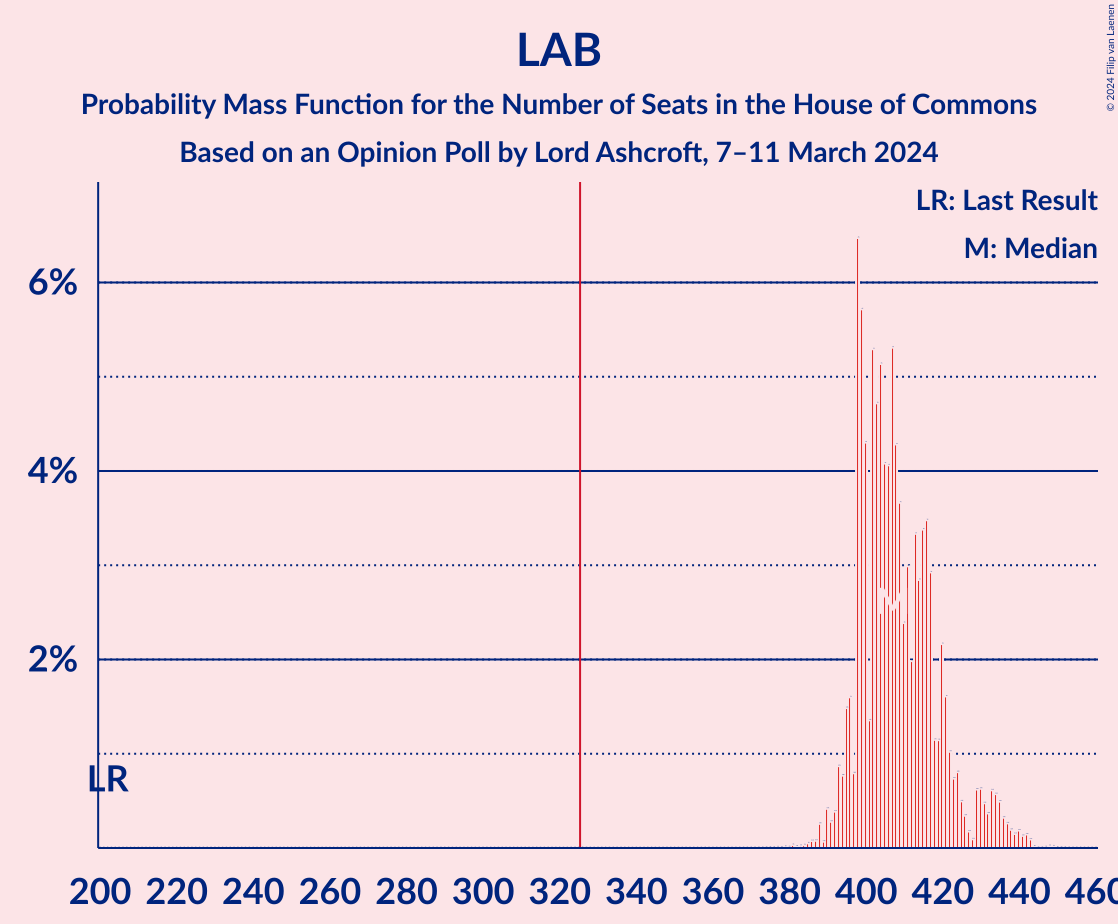 LAB
Probability Mass Function for the Number of Seats in the House of Commons
Based on an Opinion Poll by Lord Ashcroft, 7–11 March 2024
© 2024 Filip van Laenen
LR: Last Result
M: Median
6%
4%
2%
LR
200 220 240 260 280 300 320 340 360 380 400 420 440 460